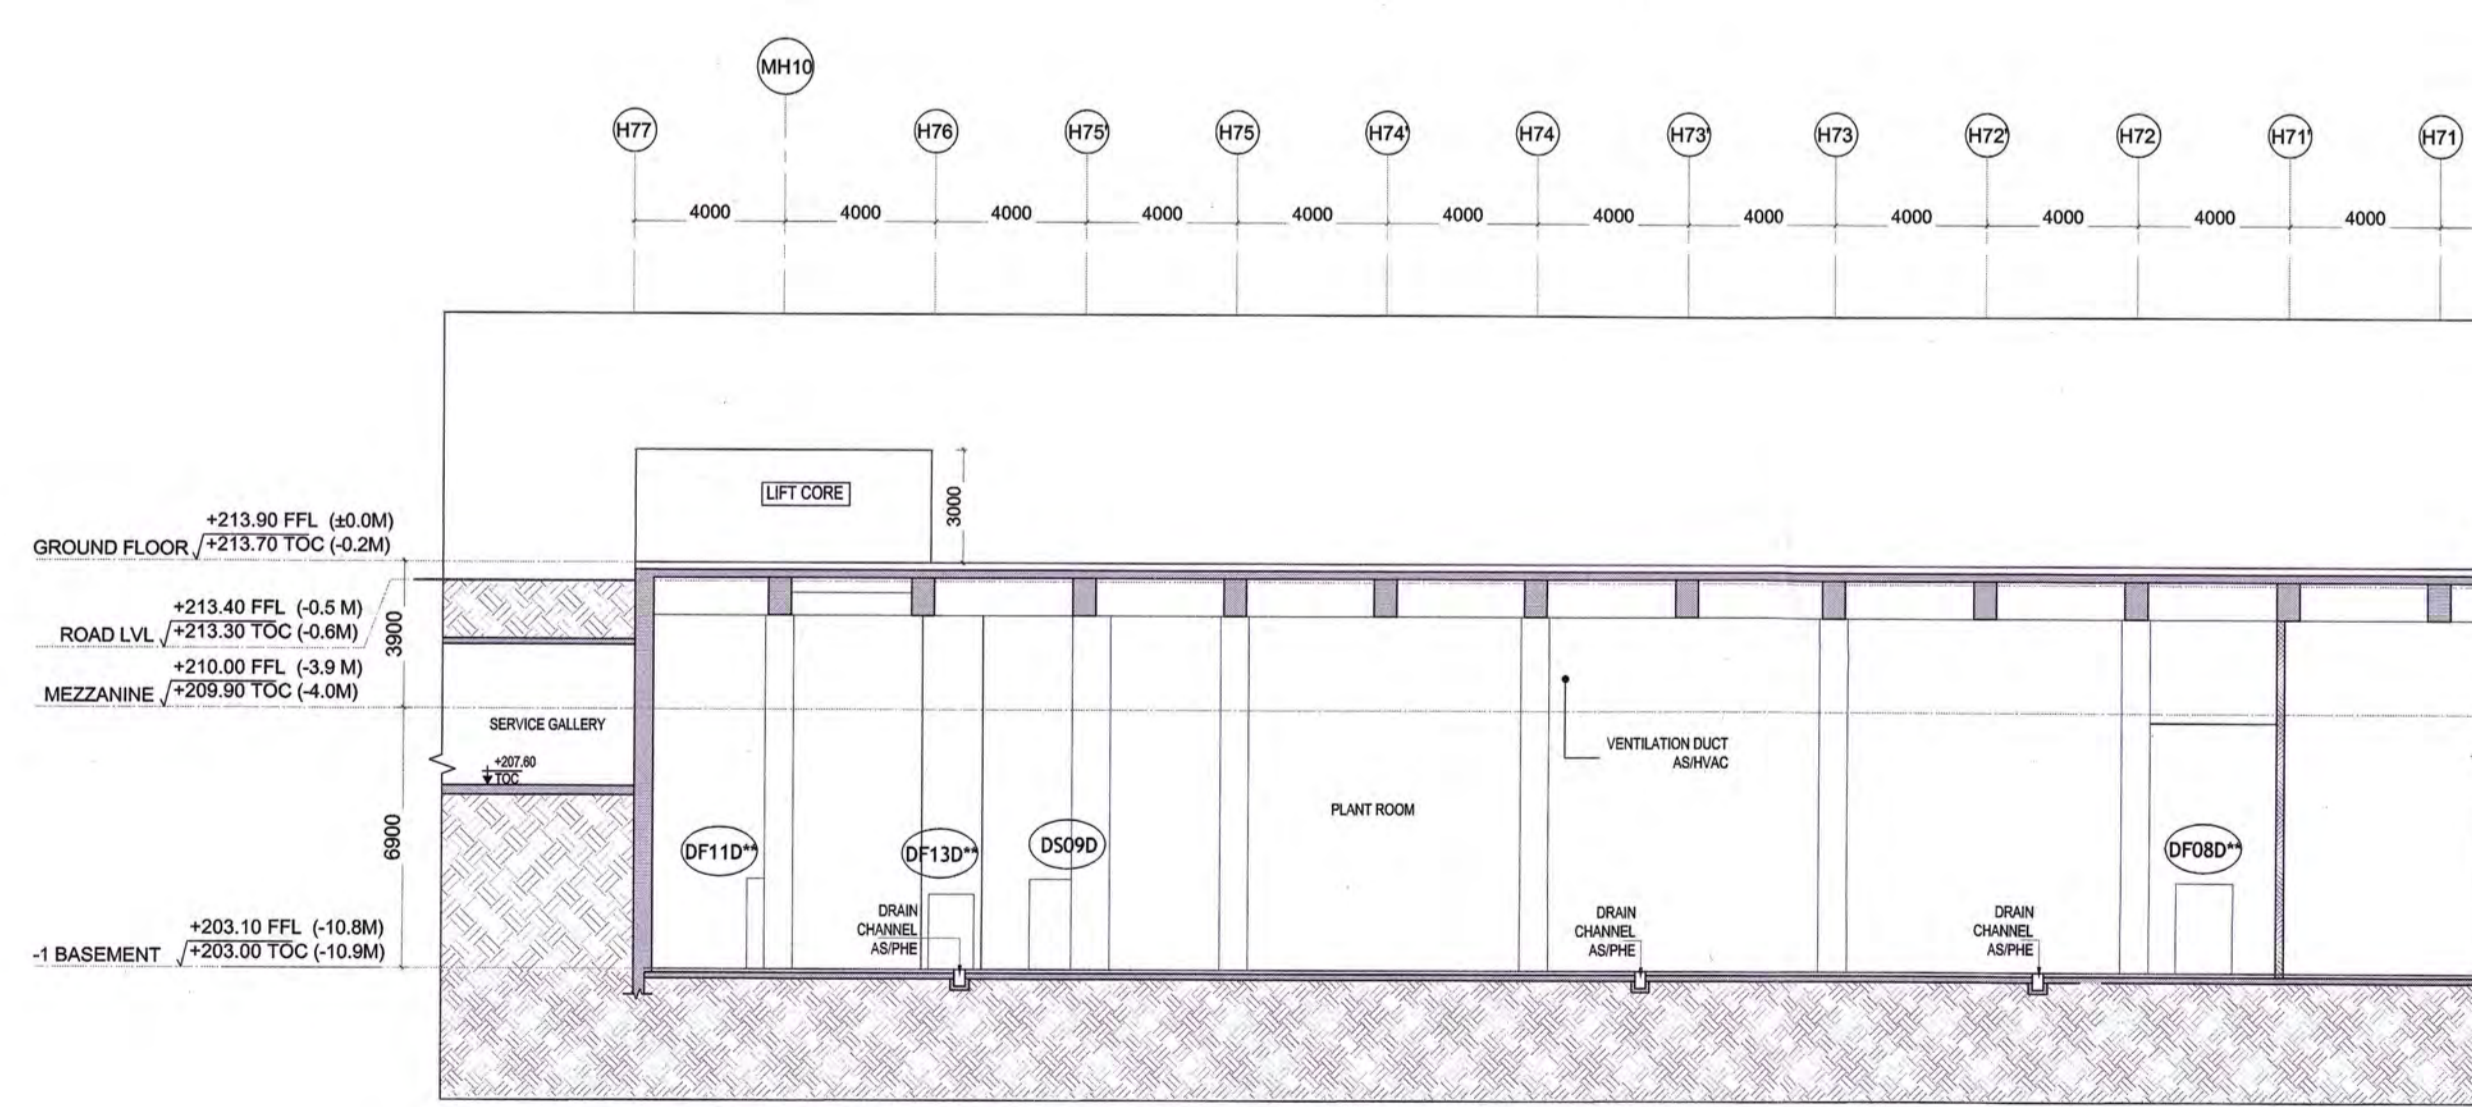 MH10
H77
H76
H75'
H75
H74'
H74
H73'
H73
H72'
H72
H71'
H71
4000
4000
4000
4000
4000
4000
4000
4000
4000
4000
4000
4000
LIFT CORE
3000
+213.90 FFL (±0.0M)
GROUND FLOOR +213.70 TOC (-0.2M)
+213.40 FFL (-0.5 M)
ROAD LVL +213.30 TOC (-0.6M)
3900
+210.00 FFL (-3.9 M)
MEZZANINE +209.90 TOC (-4.0M)
SERVICE GALLERY
+207.60
TOC
VENTILATION DUCT
AS/HVAC
PLANT ROOM
6900
DF11D**
DF13D**
DS09D
DF08D**
DRAIN
CHANNEL
AS/PHE
DRAIN
CHANNEL
AS/PHE
DRAIN
CHANNEL
AS/PHE
+203.10 FFL (-10.8M)
-1 BASEMENT +203.00 TOC (-10.9M)